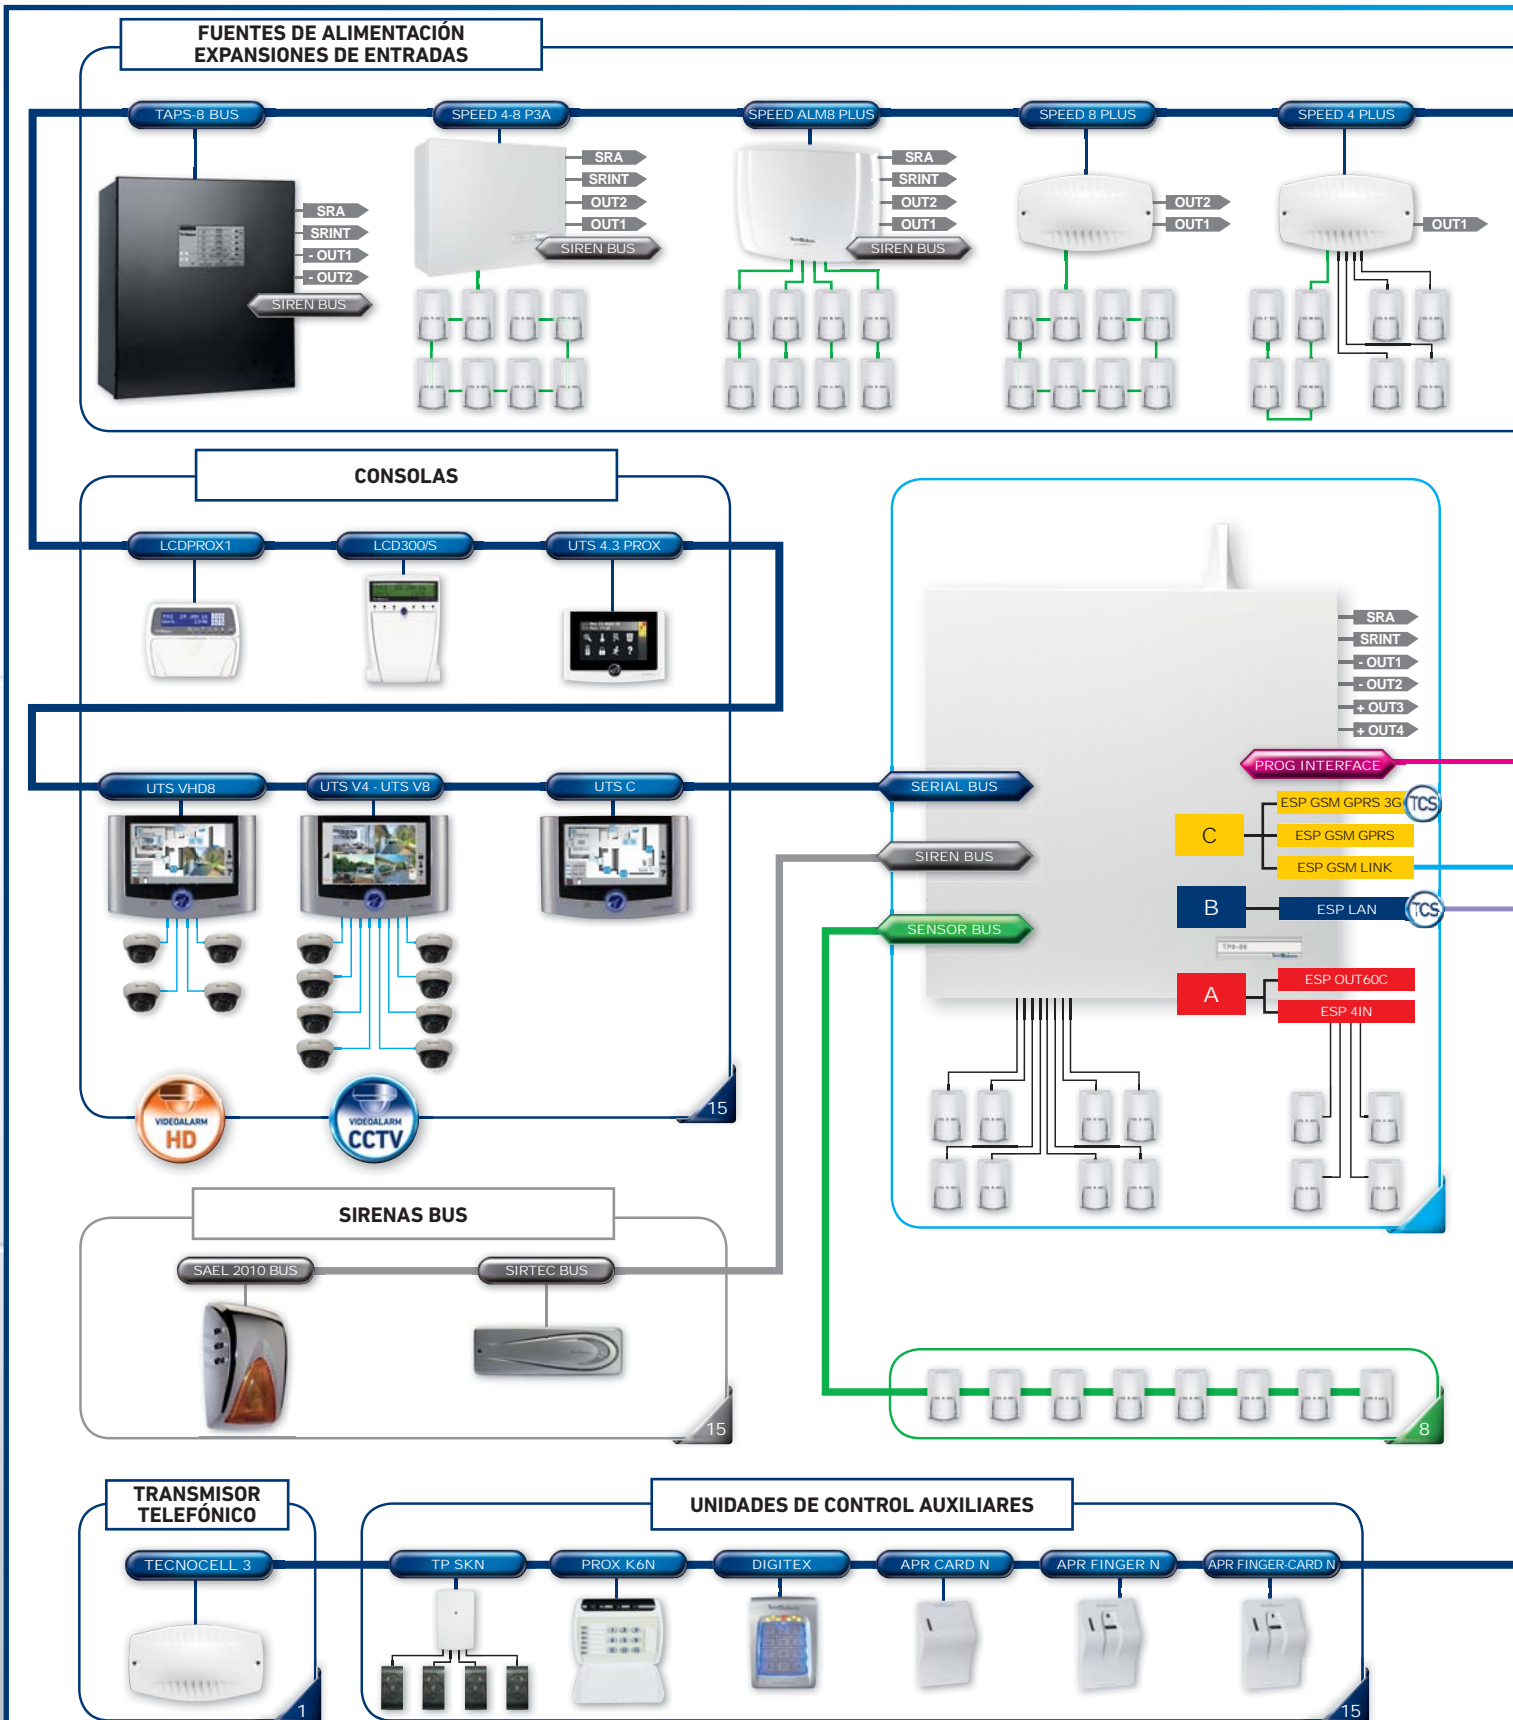 FUENTES DE ALIMENTACIÓN
EXPANSIONES DE ENTRADAS
TAPS-8 BUS
SPEED 4-8 P3A
SPEED ALM8 PLUS
SPEED 8 PLUS
SPEED 4 PLUS
SRA
SRINT
- OUT1
- OUT2
SIREN BUS
SRA
SRINT
OUT2
OUT1
SIREN BUS
SRA
SRINT
OUT2
OUT1
SIREN BUS
OUT2
OUT1
OUT1
CONSOLAS
LCDPROX1
LCD300/S
UTS 4.3 PROX
UTS VHD8
UTS V4 - UTS V8
UTS C
VIDEOALARM
HD
VIDEOALARM
CCTV
15
SRA
SRINT
- OUT1
- OUT2
+ OUT3
+ OUT4
PROG INTERFACE
SERIAL BUS
SIREN BUS
SENSOR BUS
C
ESP GSM GPRS 3G
TCS
ESP GSM GPRS
ESP GSM LINK
B
ESP LAN
TCS
TP8-88
A
ESP OUT60C
ESP 4IN
SIRENAS BUS
SAEL 2010 BUS
SIRTEC BUS
15
8
TRANSMISOR
TELEFÓNICO
TECNOCELL 3
1
UNIDADES DE CONTROL AUXILIARES
TP SKN
PROX K6N
DIGITEX
APR CARD N
APR FINGER N
APR FINGER-CARD N
15